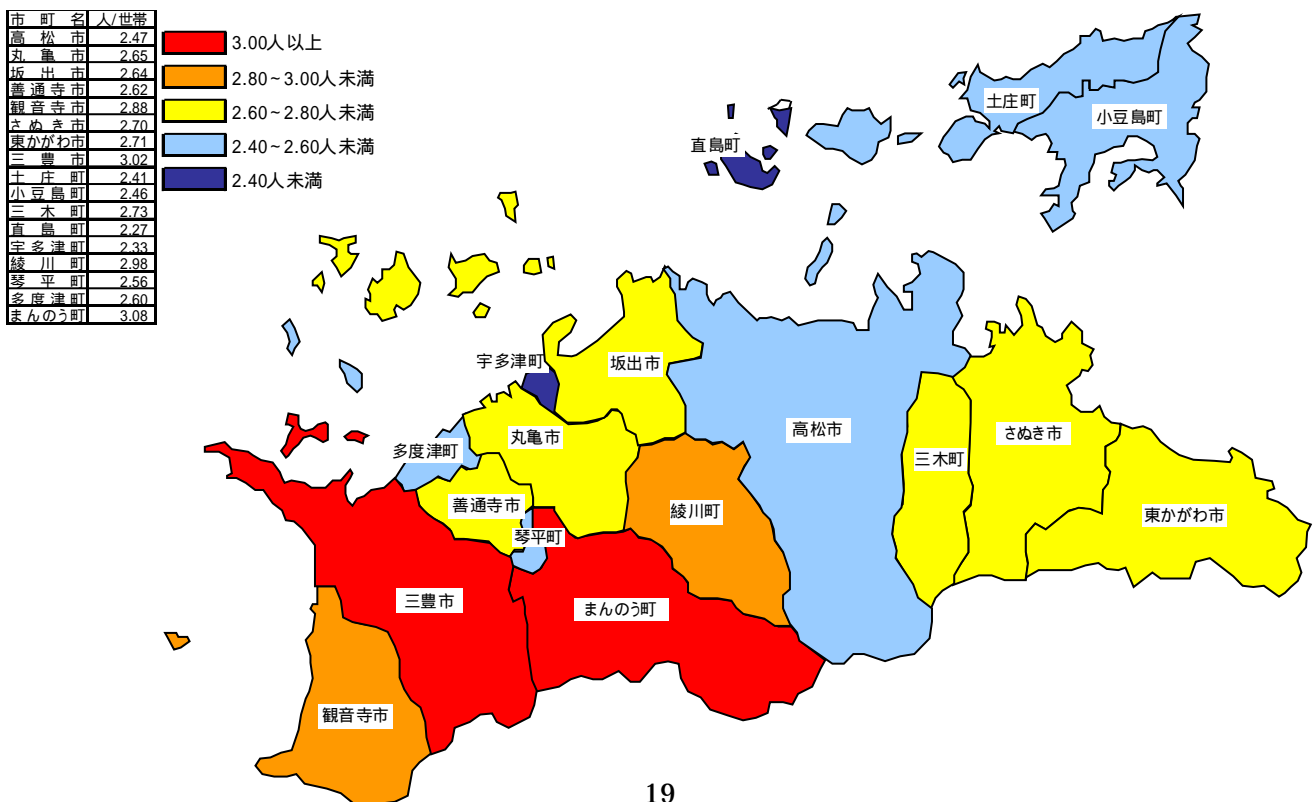 市町名 人/世帯
高松市 2.47
丸亀市 2.65
坂出市 2.64
善通寺市 2.62
観音寺市 2.88
さぬき市 2.70
東かがわ市 2.71
三豊市 3.02
土庄町 2.41
小豆島町 2.46
三木町 2.73
直島町 2.27
宇多津町 2.33
綾川町 2.98
琴平町 2.56
多度津町 2.60
まんのう町 3.08
3.00人以上
2.80~3.00人未満
2.60~2.80人未満
2.40~2.60人未満
2.40人未満
土庄町
小豆島町
直島町
宇多津町
坂出市
高松市
丸亀市
さぬき市
多度津町
三木町
善通寺市
綾川町
東かがわ市
琴平町
三豊市
まんのう町
観音寺市
19